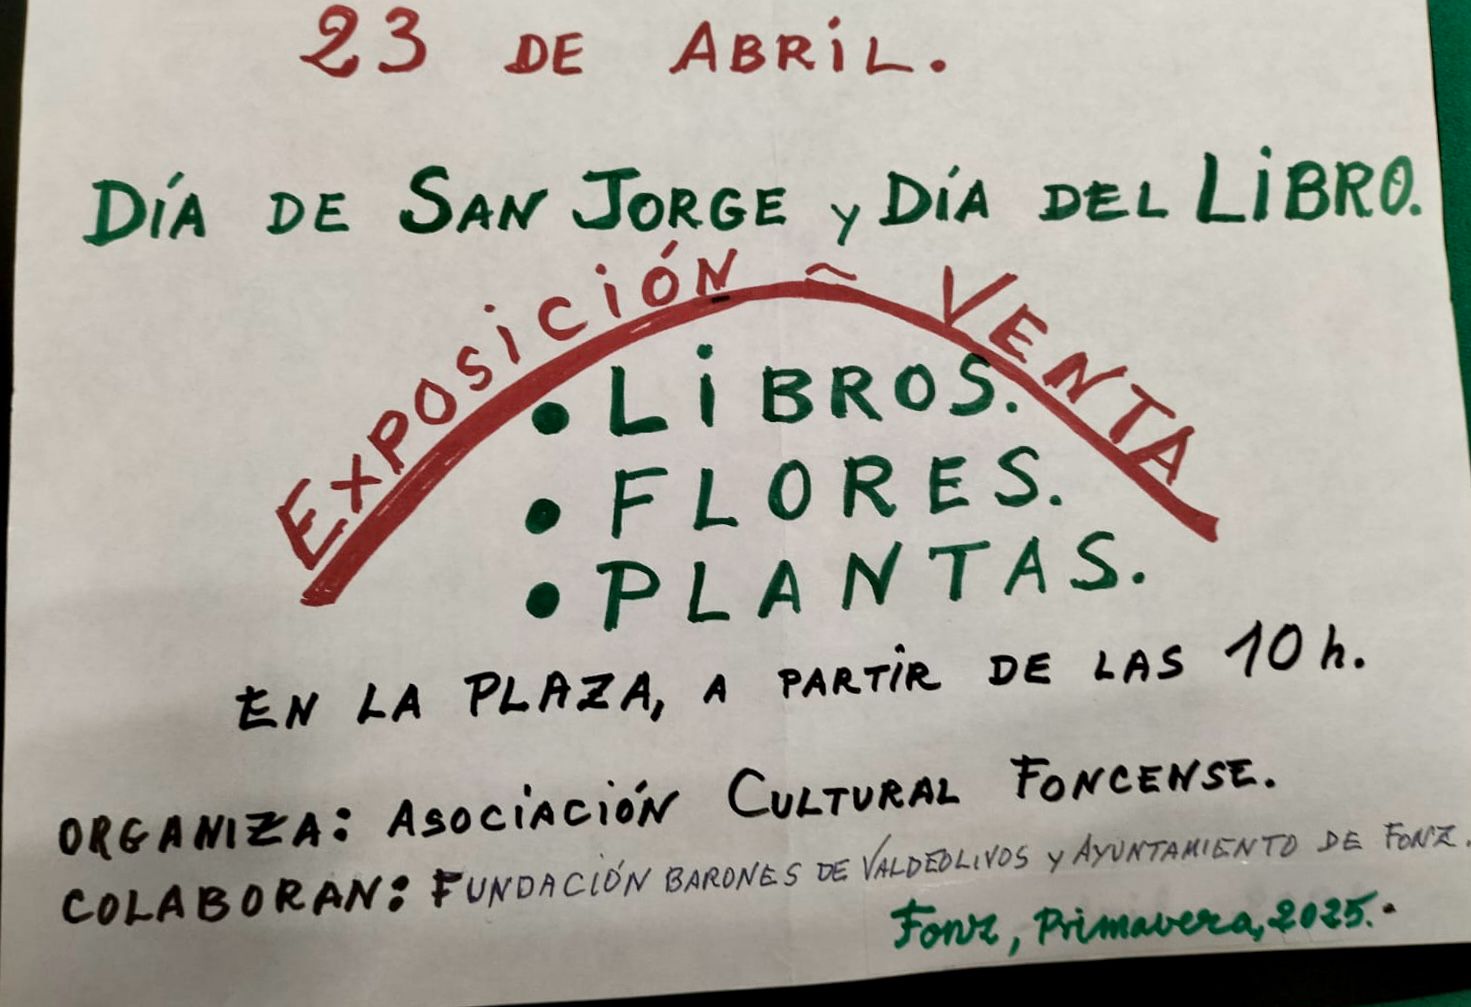 23 DE ABRIL.
DÍA DE SAN JORGE y DÍA DEL LIBRO.
EXPOSICIÓN ~ VENTA
• LIBROS.
• FLORES.
• PLANTAS.
EN LA PLAZA, A PARTIR DE LAS 10 h.
ORGANIZA: ASOCIACIÓN CULTURAL FONCENSE.
COLABORAN: FUNDACIÓN BARONES DE VALDEOLIVOS y AYUNTAMIENTO DE FONZ.
Fonz, Primavera, 2025.